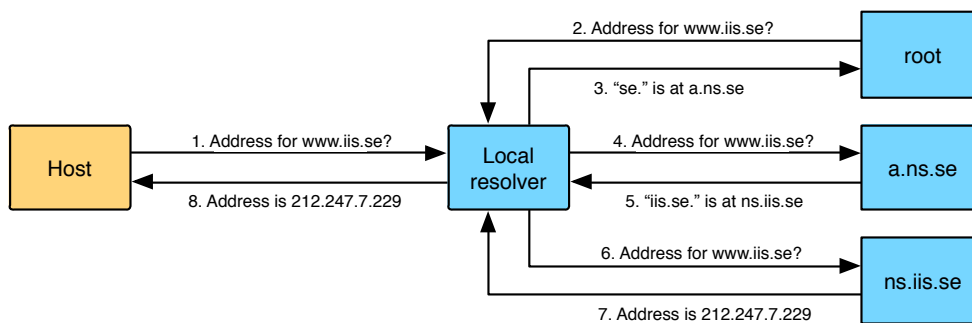 2. Address for www.iis.se?
root
3. “se.” is at a.ns.se
1. Address for www.iis.se?
4. Address for www.iis.se?
Host
Local
resolver
a.ns.se
8. Address is 212.247.7.229
5. “iis.se.” is at ns.iis.se
6. Address for www.iis.se?
ns.iis.se
7. Address is 212.247.7.229